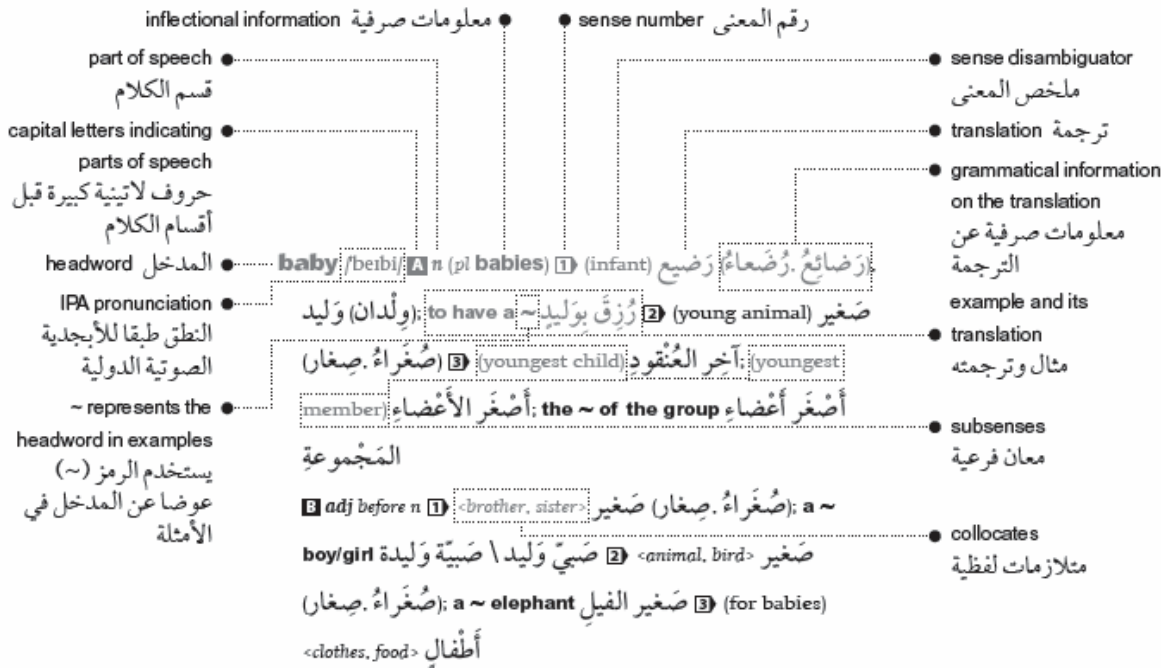 inflectional information معلومات صرفية
sense number رقم المعنى
part of speech
قسم الكلام
capital letters indicating
parts of speech
حروف لاتينية كبيرة قبل
أقسام الكلام
headword المدخل
IPA pronunciation
النطق طبقا للأبجدية
الصوتية الدولية
~ represents the
headword in examples
يستخدم الرمز (~)
عوضا عن المدخل في
الأمثلة
baby /'beɪbi/ A n (pl babies) 1 (infant) رَضيع (رَضائِعُ، رُضَعاءُ)،
وَليد (وِلْدان); to have a ~ رُزِقَ بِوَليدٍ 2 (young animal) صَغير
(صُغَراءُ، صِغار) 3 (youngest child) آخِر العُنْقودِ; (youngest
member) أَصْغَر الأَعْضاءِ; the ~ of the group أَصْغَر أَعْضاءِ
المَجْموعةِ
B adj before n 1 <brother, sister> صَغير (صُغَراءُ، صِغار); a ~
boy/girl صَبيّ وَليد \ صَبيّة وَليدة 2 <animal, bird> صَغير
(صُغَراءُ، صِغار); a ~ elephant صَغير الفيلِ 3 (for babies)
<clothes, food> أَطْفالٍ
sense disambiguator
ملخص المعنى
translation ترجمة
grammatical information
on the translation
معلومات صرفية عن
الترجمة
example and its
translation
مثال وترجمته
subsenses
معان فرعية
collocates
متلازمات لفظية